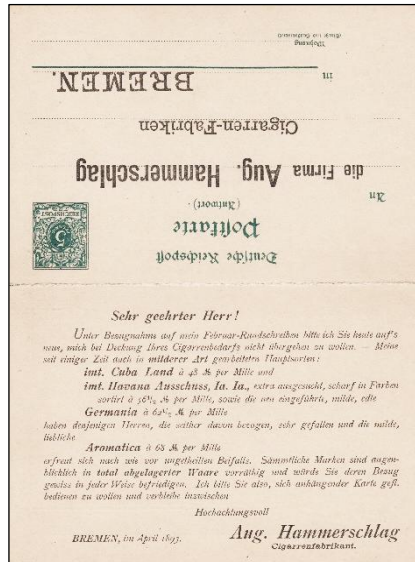 Deutsche Reichspost
Postkarte
(Antwort)
An
die Firma Aug. Hammerschlag
Cigarren-Fabriken
in
BREMEN.
Wohnung
REICHSPOST
5
Sehr geehrter Herr!
Unter Bezugnahme auf mein Februar-Rundschreiben bitte ich Sie heute auf's
neue, mich bei Deckung Ihres Cigarrenbedarfs nicht übergehen zu wollen. — Meine
seit einiger Zeit auch in milderer Art gearbeiteten Hauptsorten:
imt. Cuba Land à 48 ℳ per Mille und
imt. Havana Ausschuss, Ia. Ia., extra ausgesucht, scharf in Farben
sortirt à 56½ ℳ per Mille, sowie die neu eingeführte, milde, edle
Germania à 62½ ℳ per Mille
haben denjenigen Herren, die seither davon bezogen, sehr gefallen und die milde,
liebliche
Aromatica à 68 ℳ per Mille
erfreut sich nach wie vor ungetheilten Beifalls. Sämmtliche Marken sind augen-
blicklich in total abgelagerter Waare vorräthig und würde Sie deren Bezug
gewiss in jeder Weise befriedigen. Ich bitte Sie also, sich anhängender Karte gefl.
bedienen zu wollen und verbleibe inzwischen
Hochachtungsvoll
Aug. Hammerschlag
BREMEN, im April 1893.
Cigarrenfabrikant.